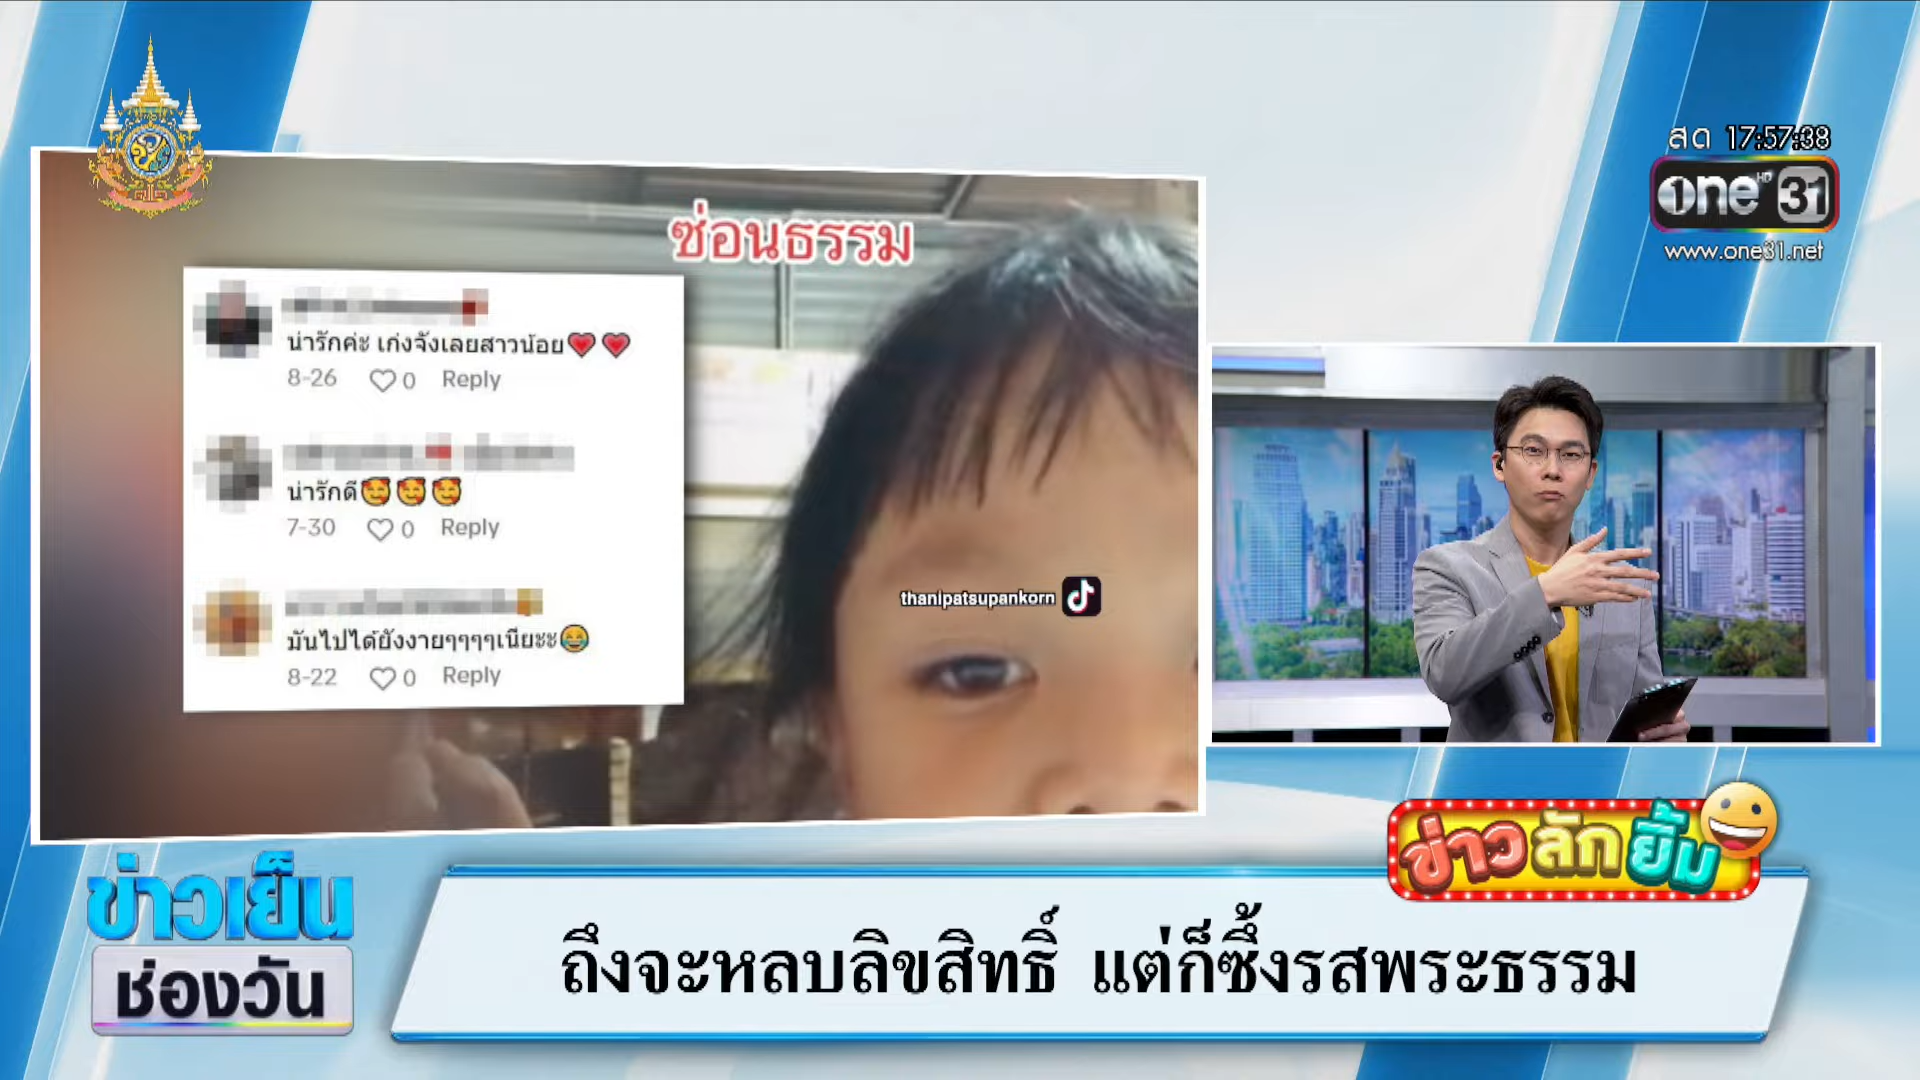 สด 17:57:38
one HD 31
www.one31.net
ซ่อนธรรม
น่ารักค่ะ เก่งจังเลยสาวน้อย❤❤
8-26 0 Reply
น่ารักดี🥰🥰🥰
7-30 0 Reply
มันไปได้ยังงายๆๆๆๆเนียะะ😂
8-22 0 Reply
thanipatsupankorn
ข่าวลักยิ้ม
ข่าวเย็น
ช่องวัน
ถึงจะหลบลิขสิทธิ์ แต่ก็ซึ้งรสพระธรรม